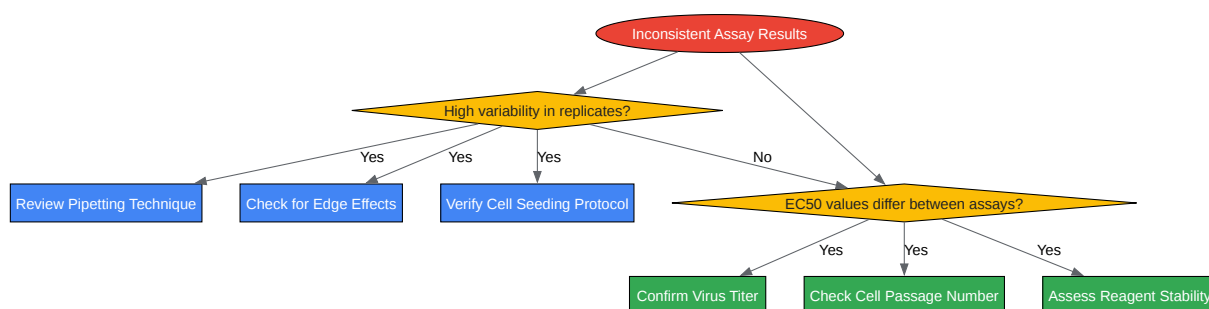 Inconsistent Assay Results
High variability in replicates?
Yes
Yes
Yes
No
Review Pipetting Technique
Check for Edge Effects
Verify Cell Seeding Protocol
EC50 values differ between assays?
Yes
Yes
Yes
Confirm Virus Titer
Check Cell Passage Number
Assess Reagent Stability